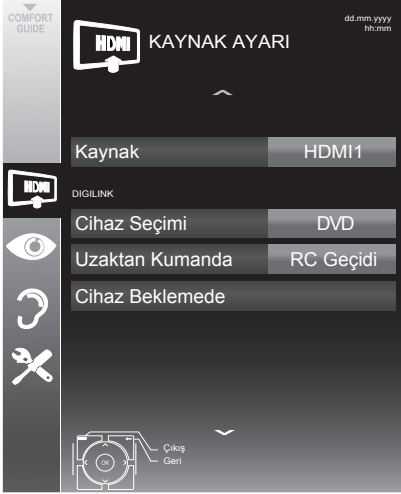 COMFORT
GUIDE
HDMI
KAYNAK AYARI
dd.mm.yyyy
hh:mm
Kaynak HDMI1
HDMI
DIGILINK
Cihaz Seçimi DVD
Uzaktan Kumanda RC Geçidi
Cihaz Beklemede
Çıkış
Geri
OK